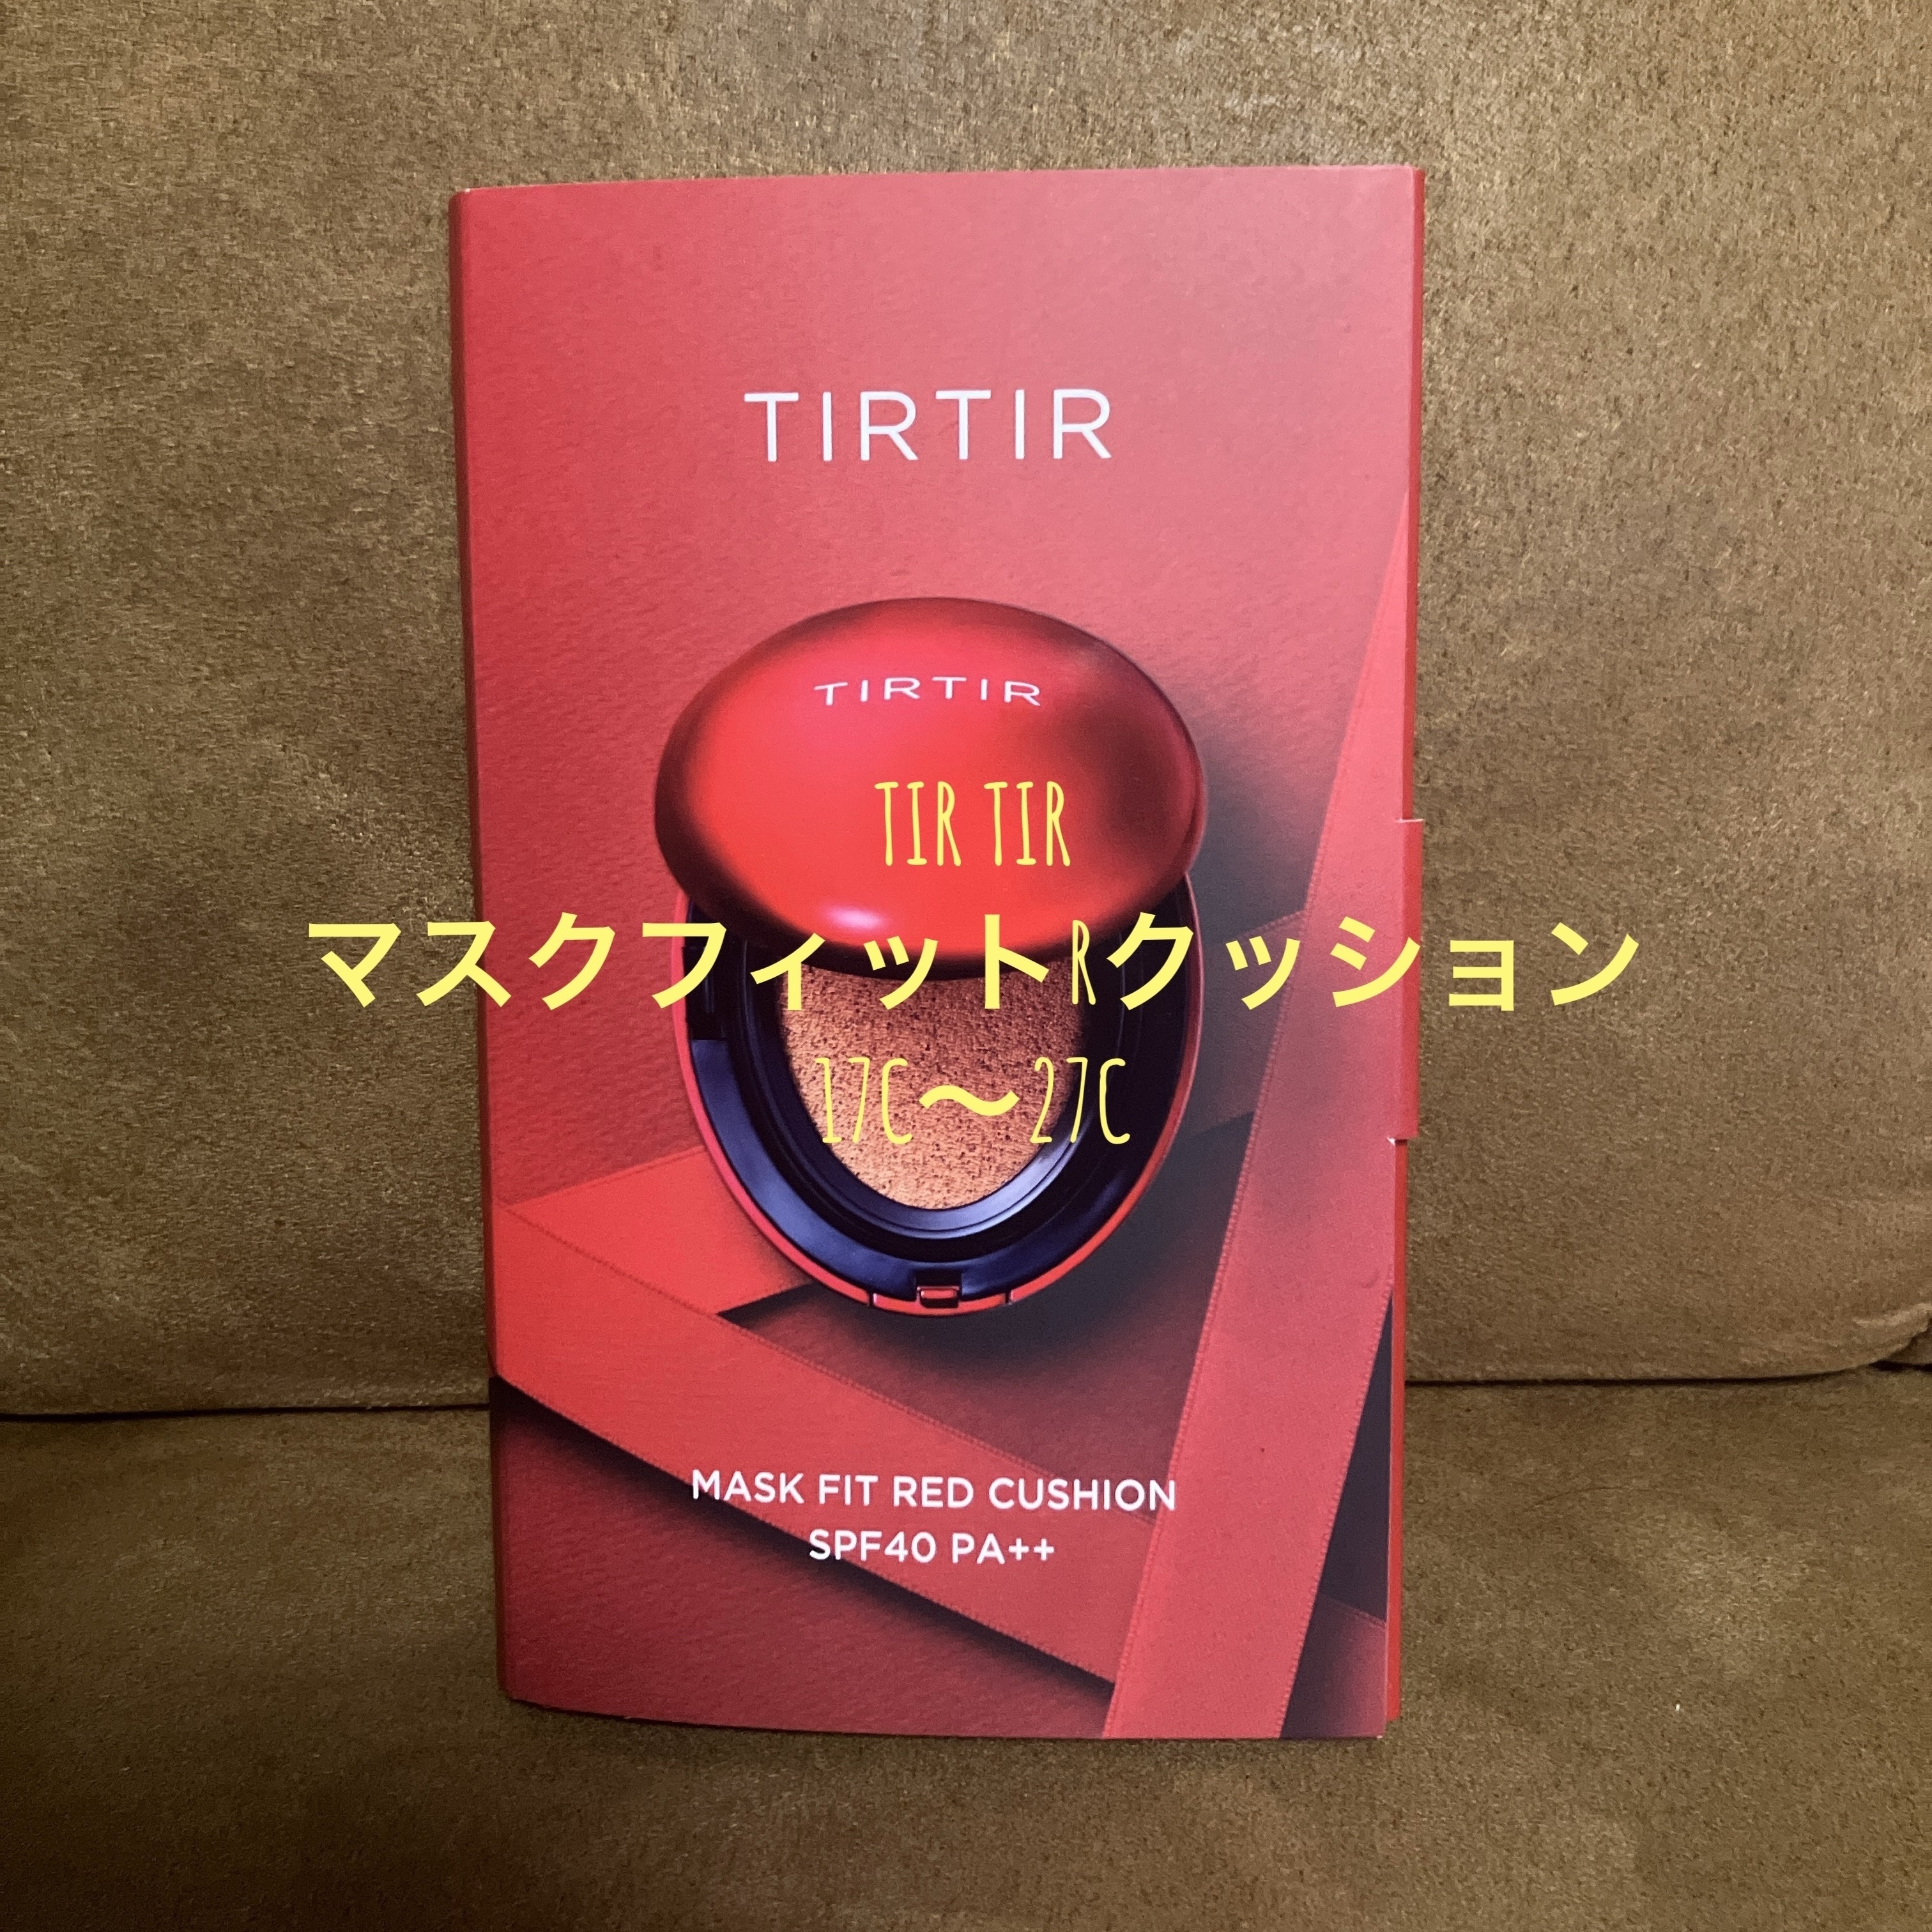 TIRTIR
TIRTIR
TIR TIR
マスクフィットRクッション
17C〜27C
MASK FIT RED CUSHION
SPF40 PA++